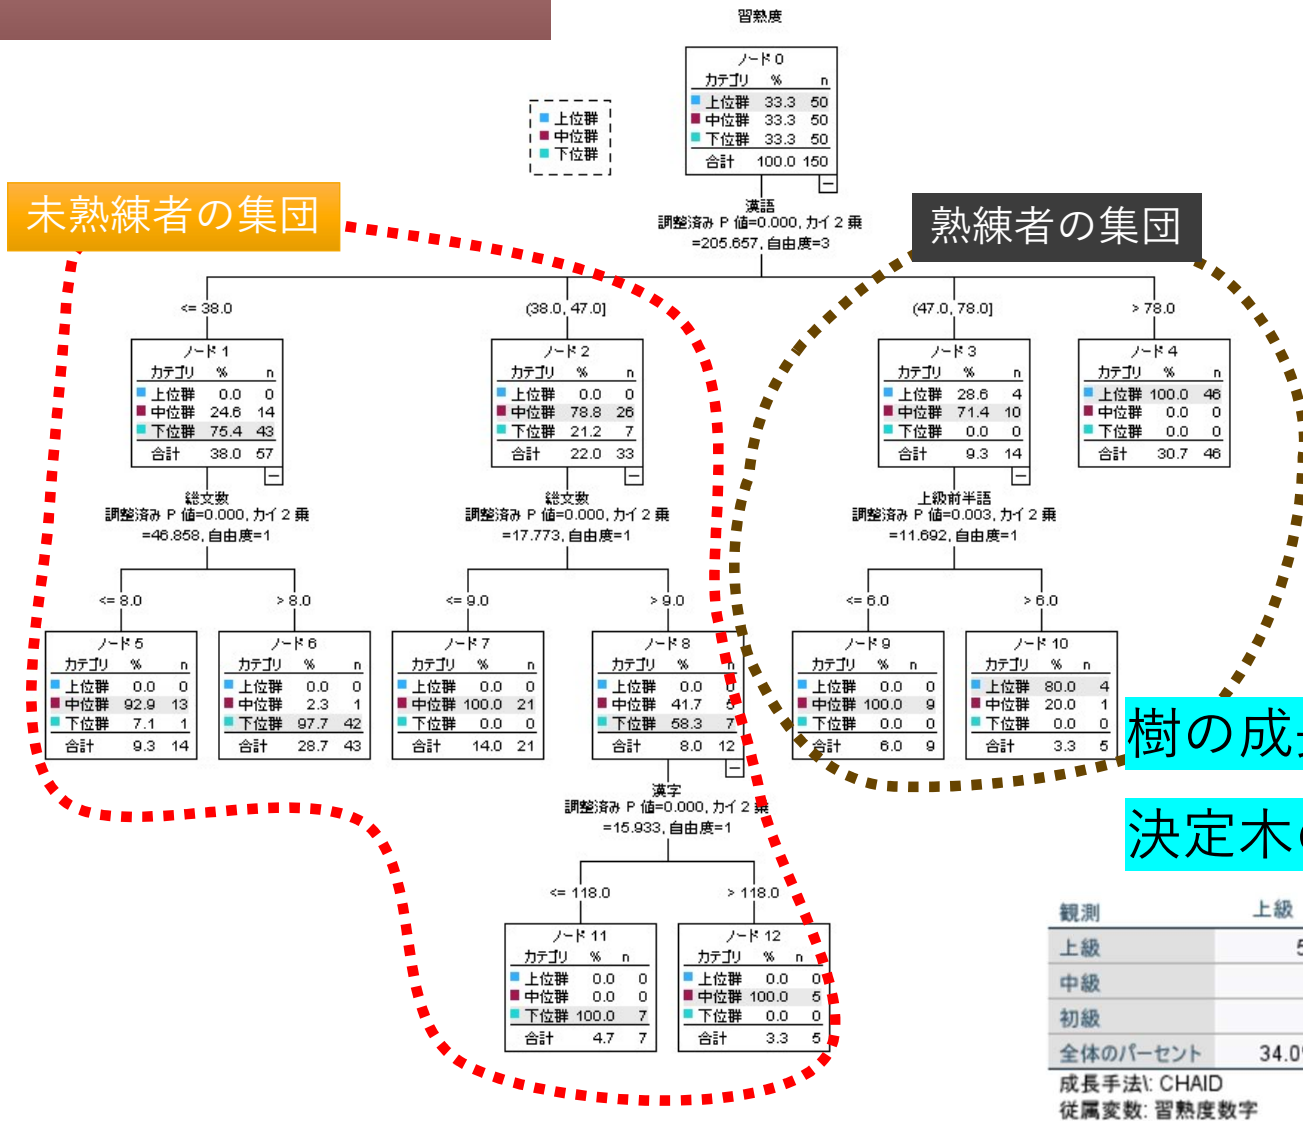 習熟度
ノード 0
カテゴリ % n
上位群 33.3 50
中位群 33.3 50
下位群 33.3 50
合計 100.0 150
上位群
中位群
下位群
未熟練者の集団
熟練者の集団
漢語
調整済み P 値=0.000, カイ 2 乗
=205.657, 自由度=3
<= 38.0
(38.0, 47.0]
(47.0, 78.0]
> 78.0
ノード 1
カテゴリ % n
上位群 0.0 0
中位群 24.6 14
下位群 75.4 43
合計 38.0 57
ノード 2
カテゴリ % n
上位群 0.0 0
中位群 78.8 26
下位群 21.2 7
合計 22.0 33
ノード 3
カテゴリ % n
上位群 28.6 4
中位群 71.4 10
下位群 0.0 0
合計 9.3 14
ノード 4
カテゴリ % n
上位群 100.0 46
中位群 0.0 0
下位群 0.0 0
合計 30.7 46
総文数
調整済み P 値=0.000, カイ 2 乗
=46.858, 自由度=1
総文数
調整済み P 値=0.000, カイ 2 乗
=17.773, 自由度=1
上級前半語
調整済み P 値=0.003, カイ 2 乗
=11.692, 自由度=1
<= 8.0
> 8.0
<= 9.0
> 9.0
<= 6.0
> 6.0
ノード 5
カテゴリ % n
上位群 0.0 0
中位群 92.9 13
下位群 7.1 1
合計 9.3 14
ノード 6
カテゴリ % n
上位群 0.0 0
中位群 2.3 1
下位群 97.7 42
合計 28.7 43
ノード 7
カテゴリ % n
上位群 0.0 0
中位群 100.0 21
下位群 0.0 0
合計 14.0 21
ノード 8
カテゴリ % n
上位群 0.0 0
中位群 41.7 5
下位群 58.3 7
合計 8.0 12
ノード 9
カテゴリ % n
上位群 0.0 0
中位群 100.0 9
下位群 0.0 0
合計 6.0 9
ノード 10
カテゴリ % n
上位群 80.0 4
中位群 20.0 1
下位群 0.0 0
合計 3.3 5
樹の成
決定木
漢字
調整済み P 値=0.000, カイ 2 乗
=15.933, 自由度=1
<= 118.0
> 118.0
ノード 11
カテゴリ % n
上位群 0.0 0
中位群 0.0 0
下位群 100.0 7
合計 4.7 7
ノード 12
カテゴリ % n
上位群 0.0 0
中位群 100.0 5
下位群 0.0 0
合計 3.3 5
観測 上級
上級 5
中級
初級
全体のパーセント 34.0
成長手法\: CHAID
従属変数: 習熟度数字